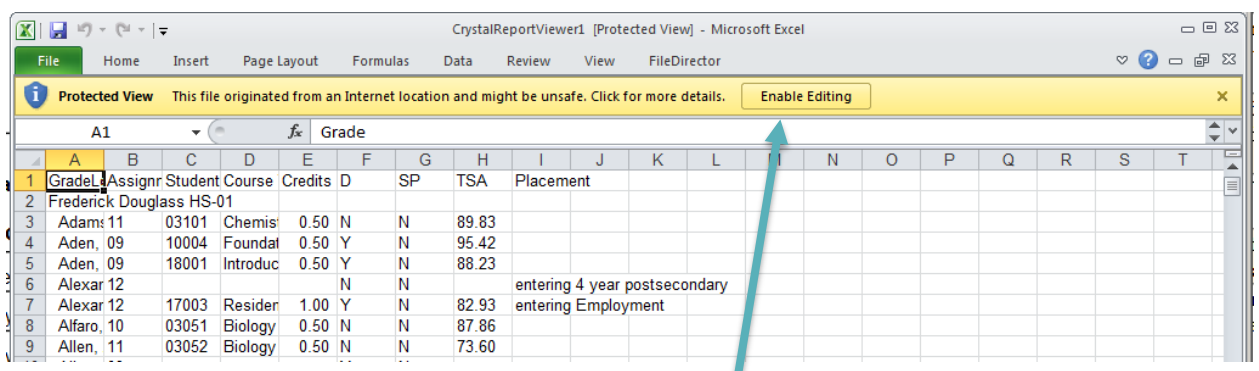 CrystalReportViewer1 [Protected View] - Microsoft Excel
File Home Insert Page Layout Formulas Data Review View FileDirector
Protected View This file originated from an Internet location and might be unsafe. Click for more details. Enable Editing
A1 fx Grade
A B C D E F G H I J K L M N O P Q R S T
1 GradeL Assignr Student Course Credits D SP TSA Placement
2 Frederick Douglass HS-01
3 Adams 11 03101 Chemis 0.50 N N 89.83
4 Aden, 09 10004 Foundat 0.50 Y N 95.42
5 Aden, 09 18001 Introduc 0.50 Y N 88.23
6 Alexar 12 N N entering 4 year postsecondary
7 Alexar 12 17003 Residen 1.00 Y N 82.93 entering Employment
8 Alfaro, 10 03051 Biology 0.50 N N 87.86
9 Allen, 11 03052 Biology 0.50 N N 73.60